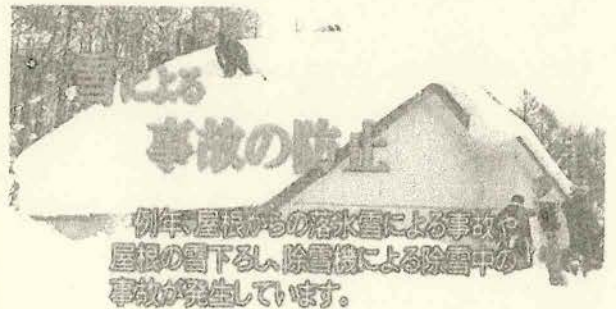 雪による
事故の防止
例年、屋根からの落氷雪による事故や
屋根の雪下ろし、除雪機による除雪中の
事故が発生しています。